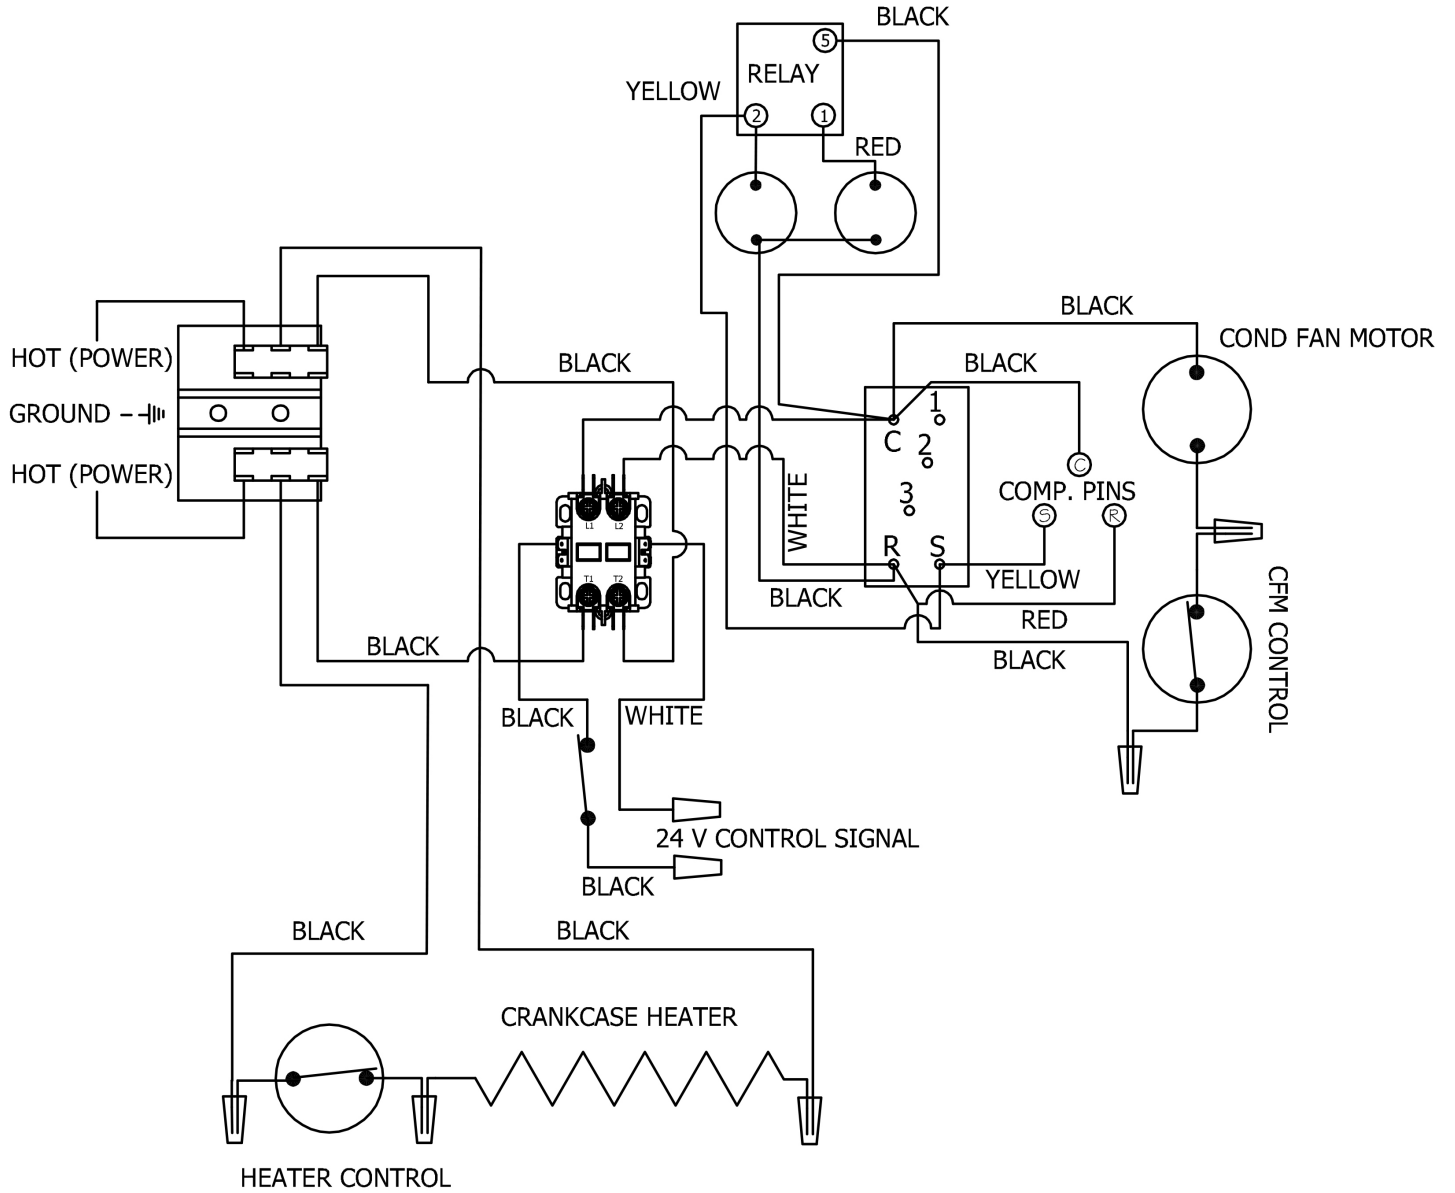 BLACK
5
RELAY
YELLOW
2
1
RED
BLACK
COND FAN MOTOR
HOT (POWER)
BLACK
BLACK
1
GROUND
C
2
C
HOT (POWER)
3
COMP. PINS
WHITE
S
R
L1
L2
R
S
T1
T2
YELLOW
BLACK
CFM CONTROL
RED
BLACK
BLACK
BLACK
WHITE
24 V CONTROL SIGNAL
BLACK
BLACK
BLACK
CRANKCASE HEATER
HEATER CONTROL